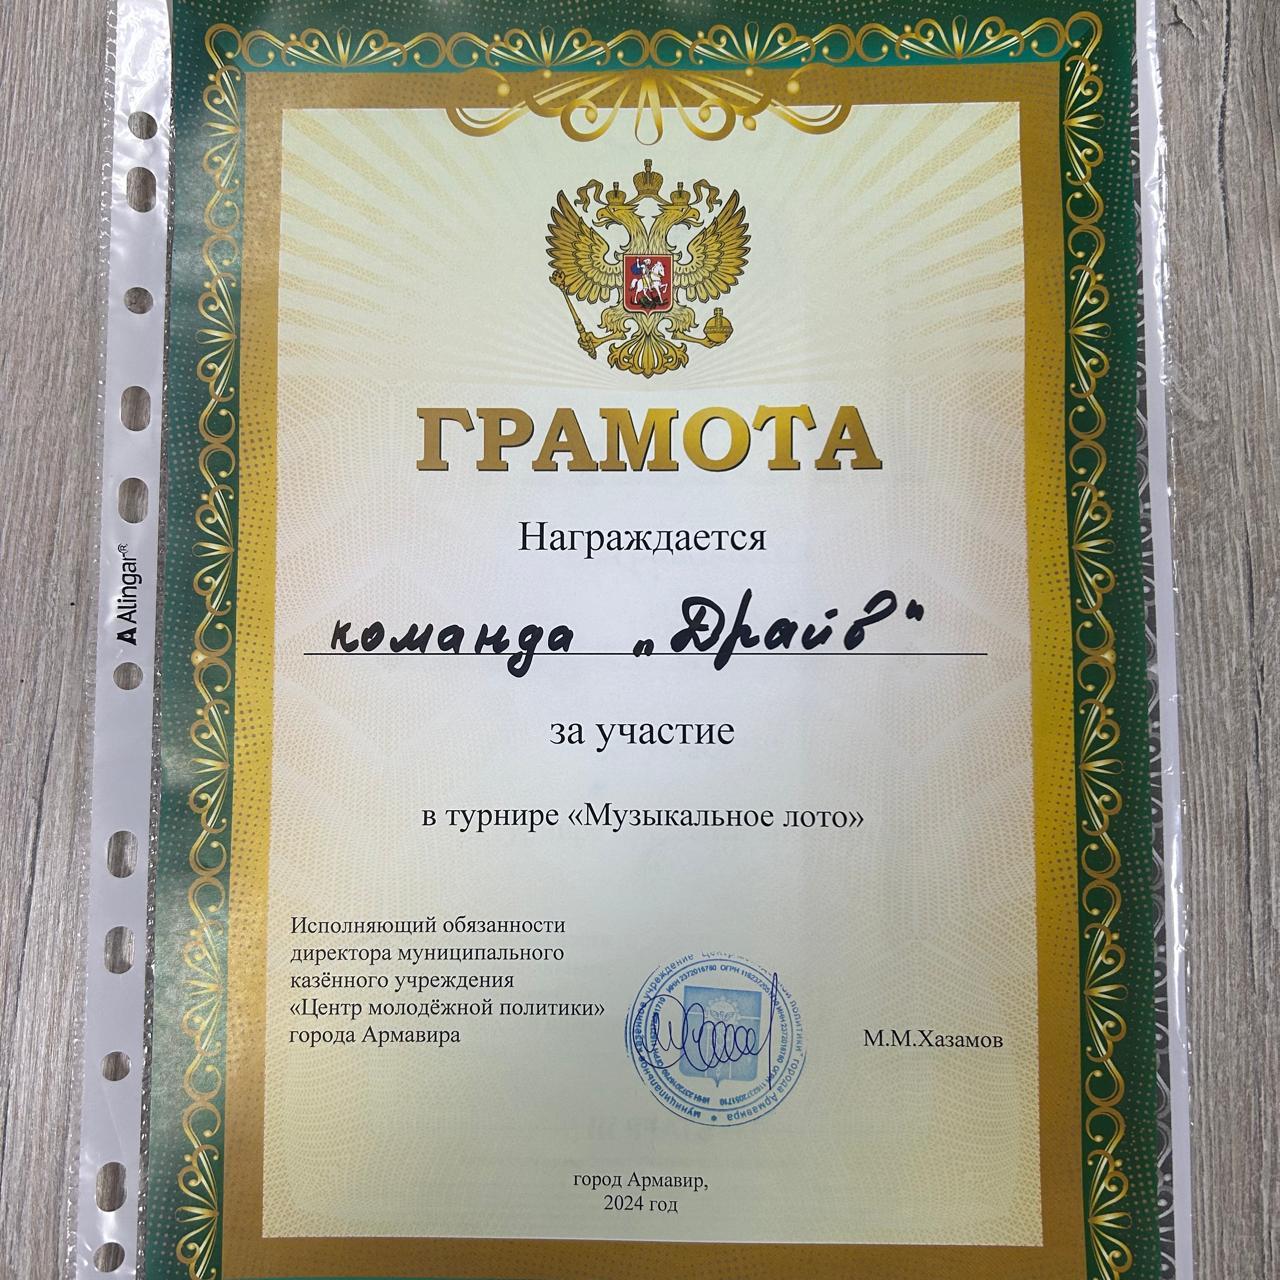 ГРАМОТА
Награждается
команда „Драйв"
за участие
в турнире «Музыкальное лото»
Исполняющий обязанности
директора муниципального
казённого учреждения
«Центр молодёжной политики»
города Армавира
М.М.Хазамов
город Армавир,
2024 год
Alingar®